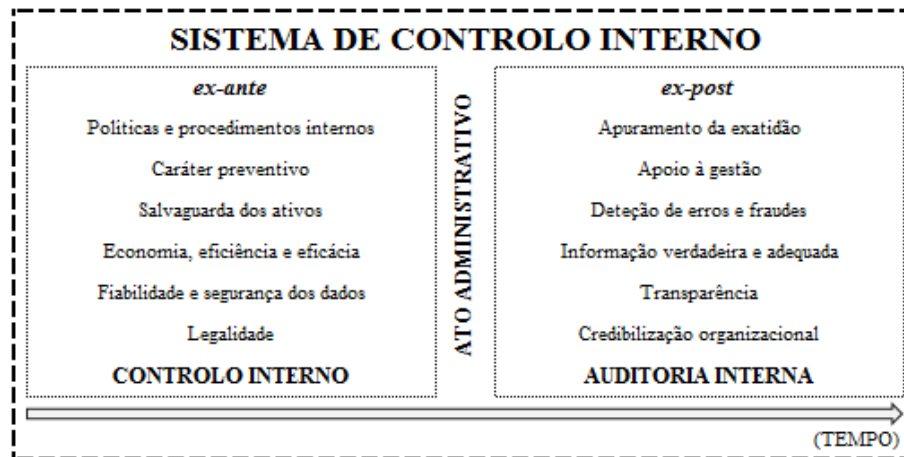 SISTEMA DE CONTROLO INTERNO
ex-ante
Políticas e procedimentos internos
Caráter preventivo
Salvaguarda dos ativos
Economia, eficiência e eficácia
Fiabilidade e segurança dos dados
Legalidade
CONTROLO INTERNO
ATO ADMINISTRATIVO
ex-post
Apuramento da exatidão
Apoio à gestão
Deteção de erros e fraudes
Informação verdadeira e adequada
Transparência
Credibilização organizacional
AUDITORIA INTERNA
(TEMPO)